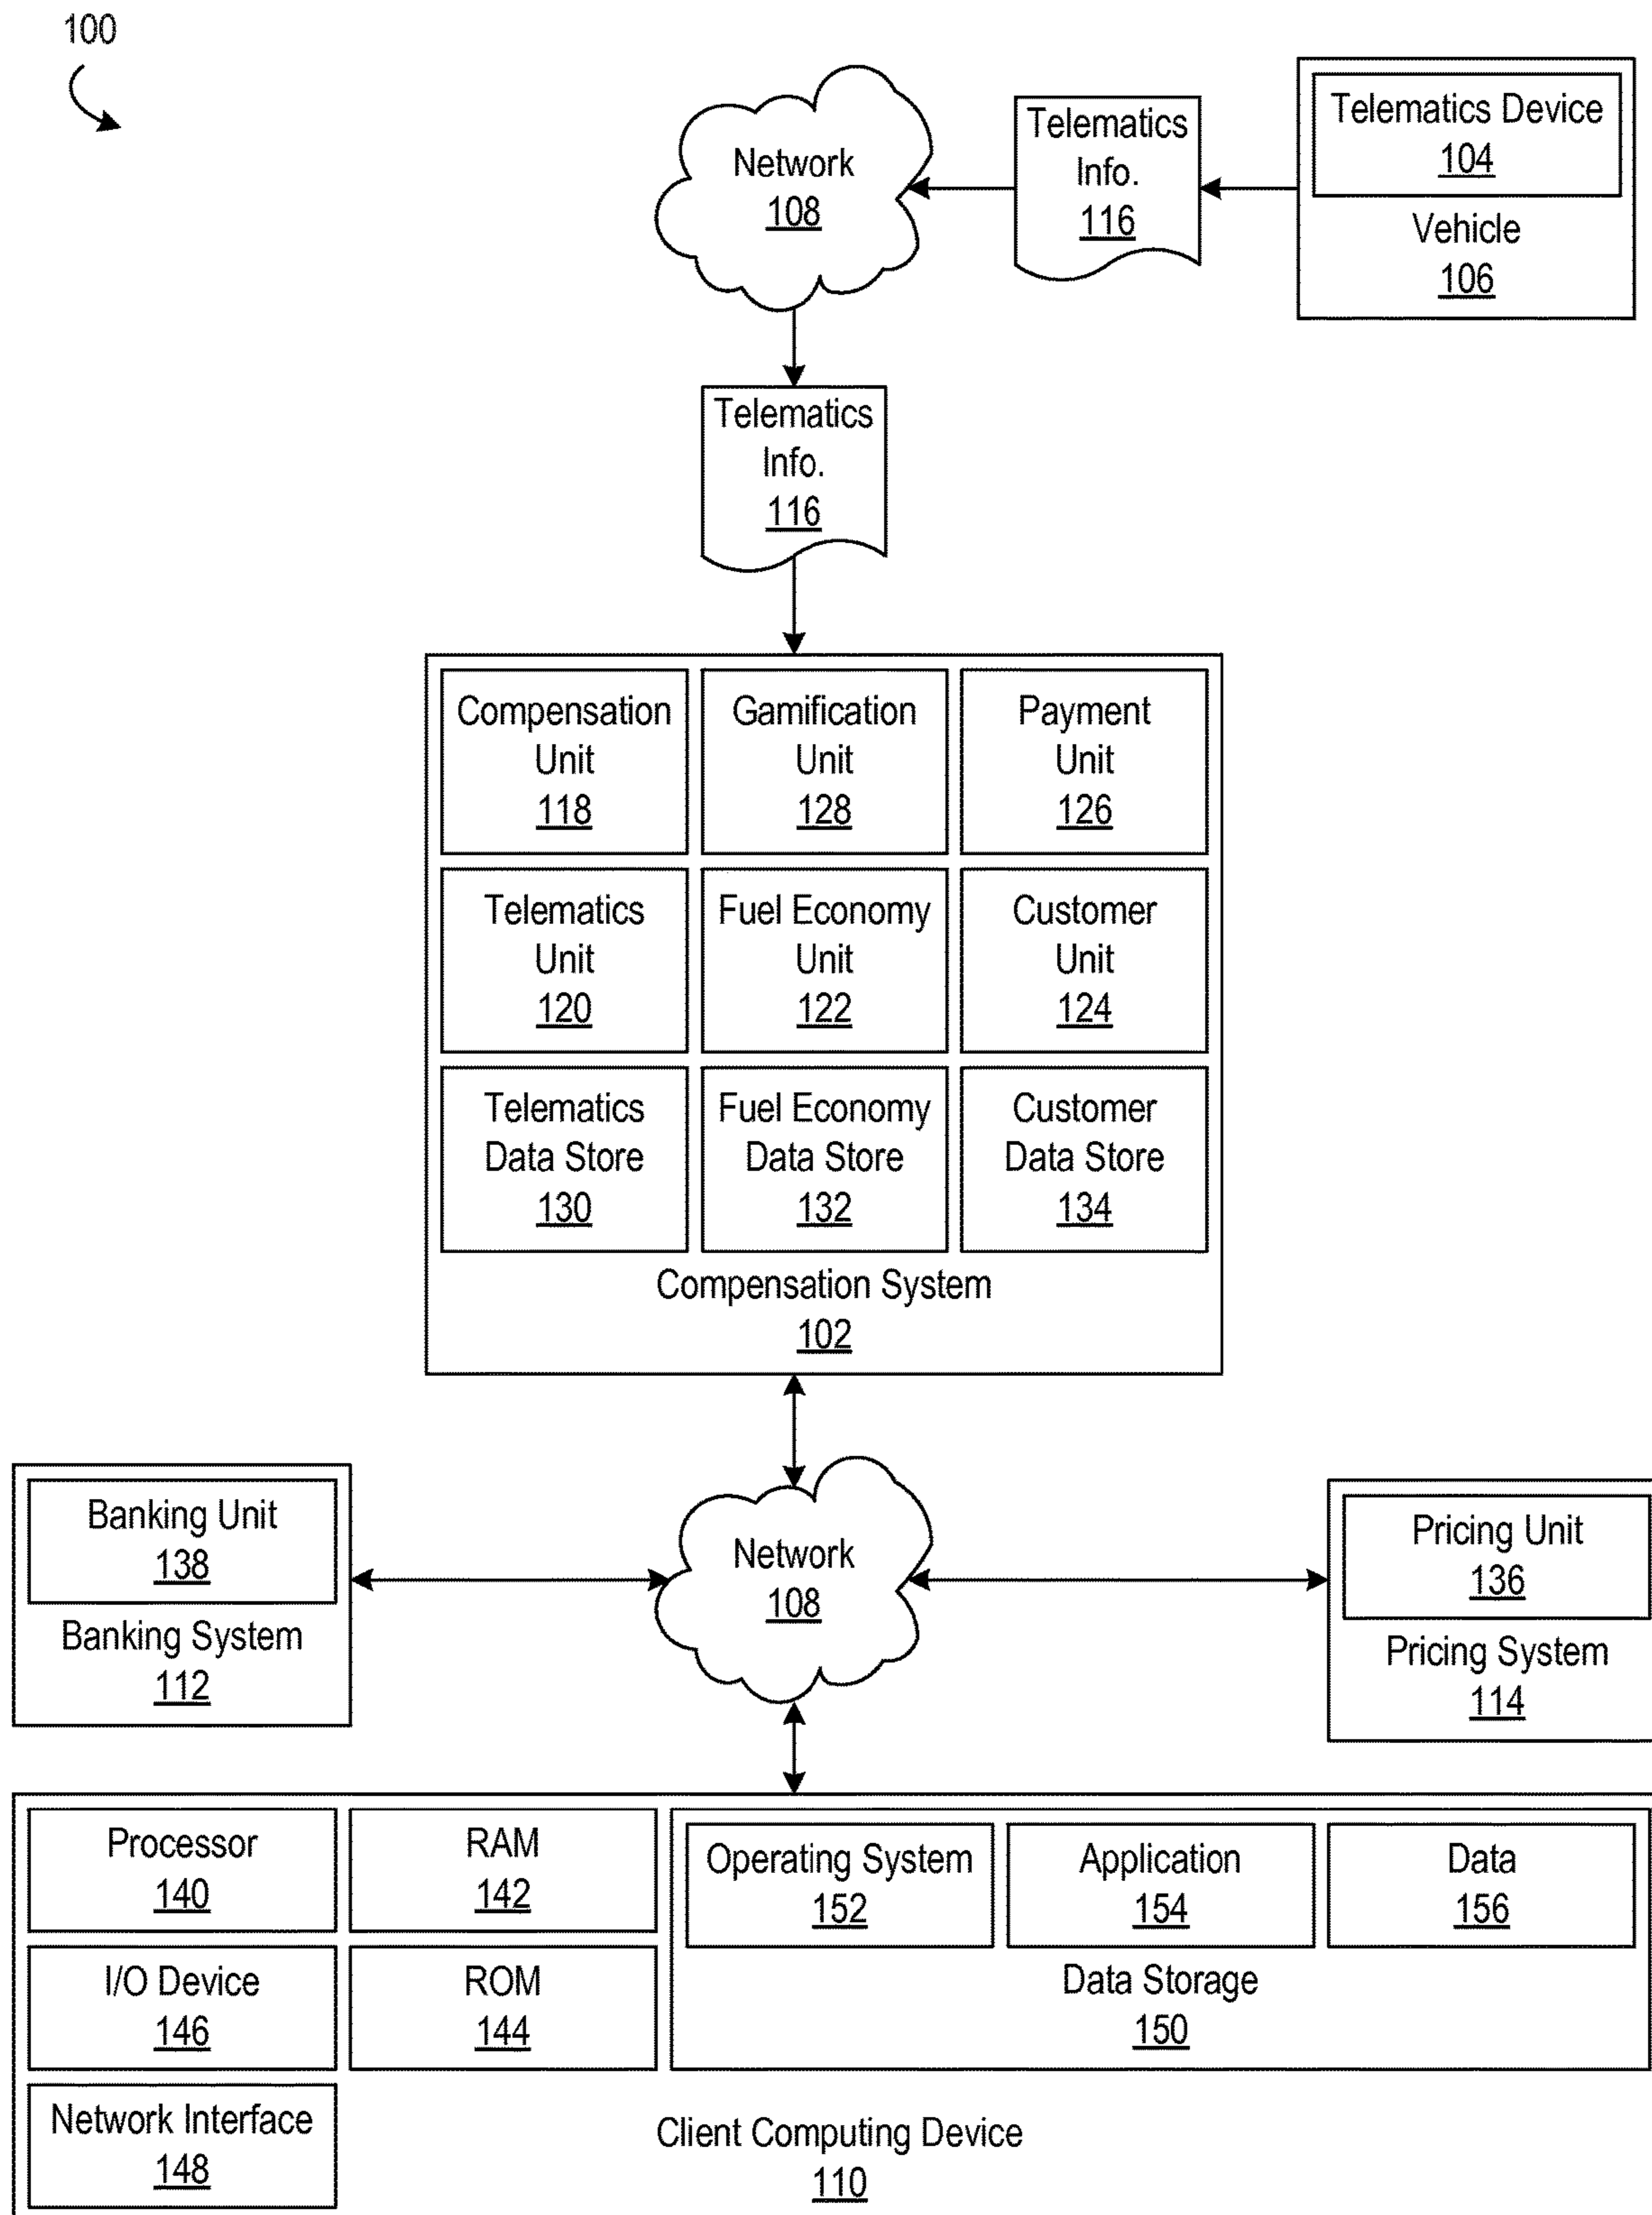 100
Network
108
Telematics
Info.
116
Telematics Device
104
Vehicle
106
Telematics
Info.
116
Compensation
Unit
118
Gamification
Unit
128
Payment
Unit
126
Telematics
Unit
120
Fuel Economy
Unit
122
Customer
Unit
124
Telematics
Data Store
130
Fuel Economy
Data Store
132
Customer
Data Store
134
Compensation System
102
Banking Unit
138
Banking System
112
Network
108
Pricing Unit
136
Pricing System
114
Processor
140
RAM
142
Operating System
152
Application
154
Data
156
I/O Device
146
ROM
144
Data Storage
150
Network Interface
148
Client Computing Device
110